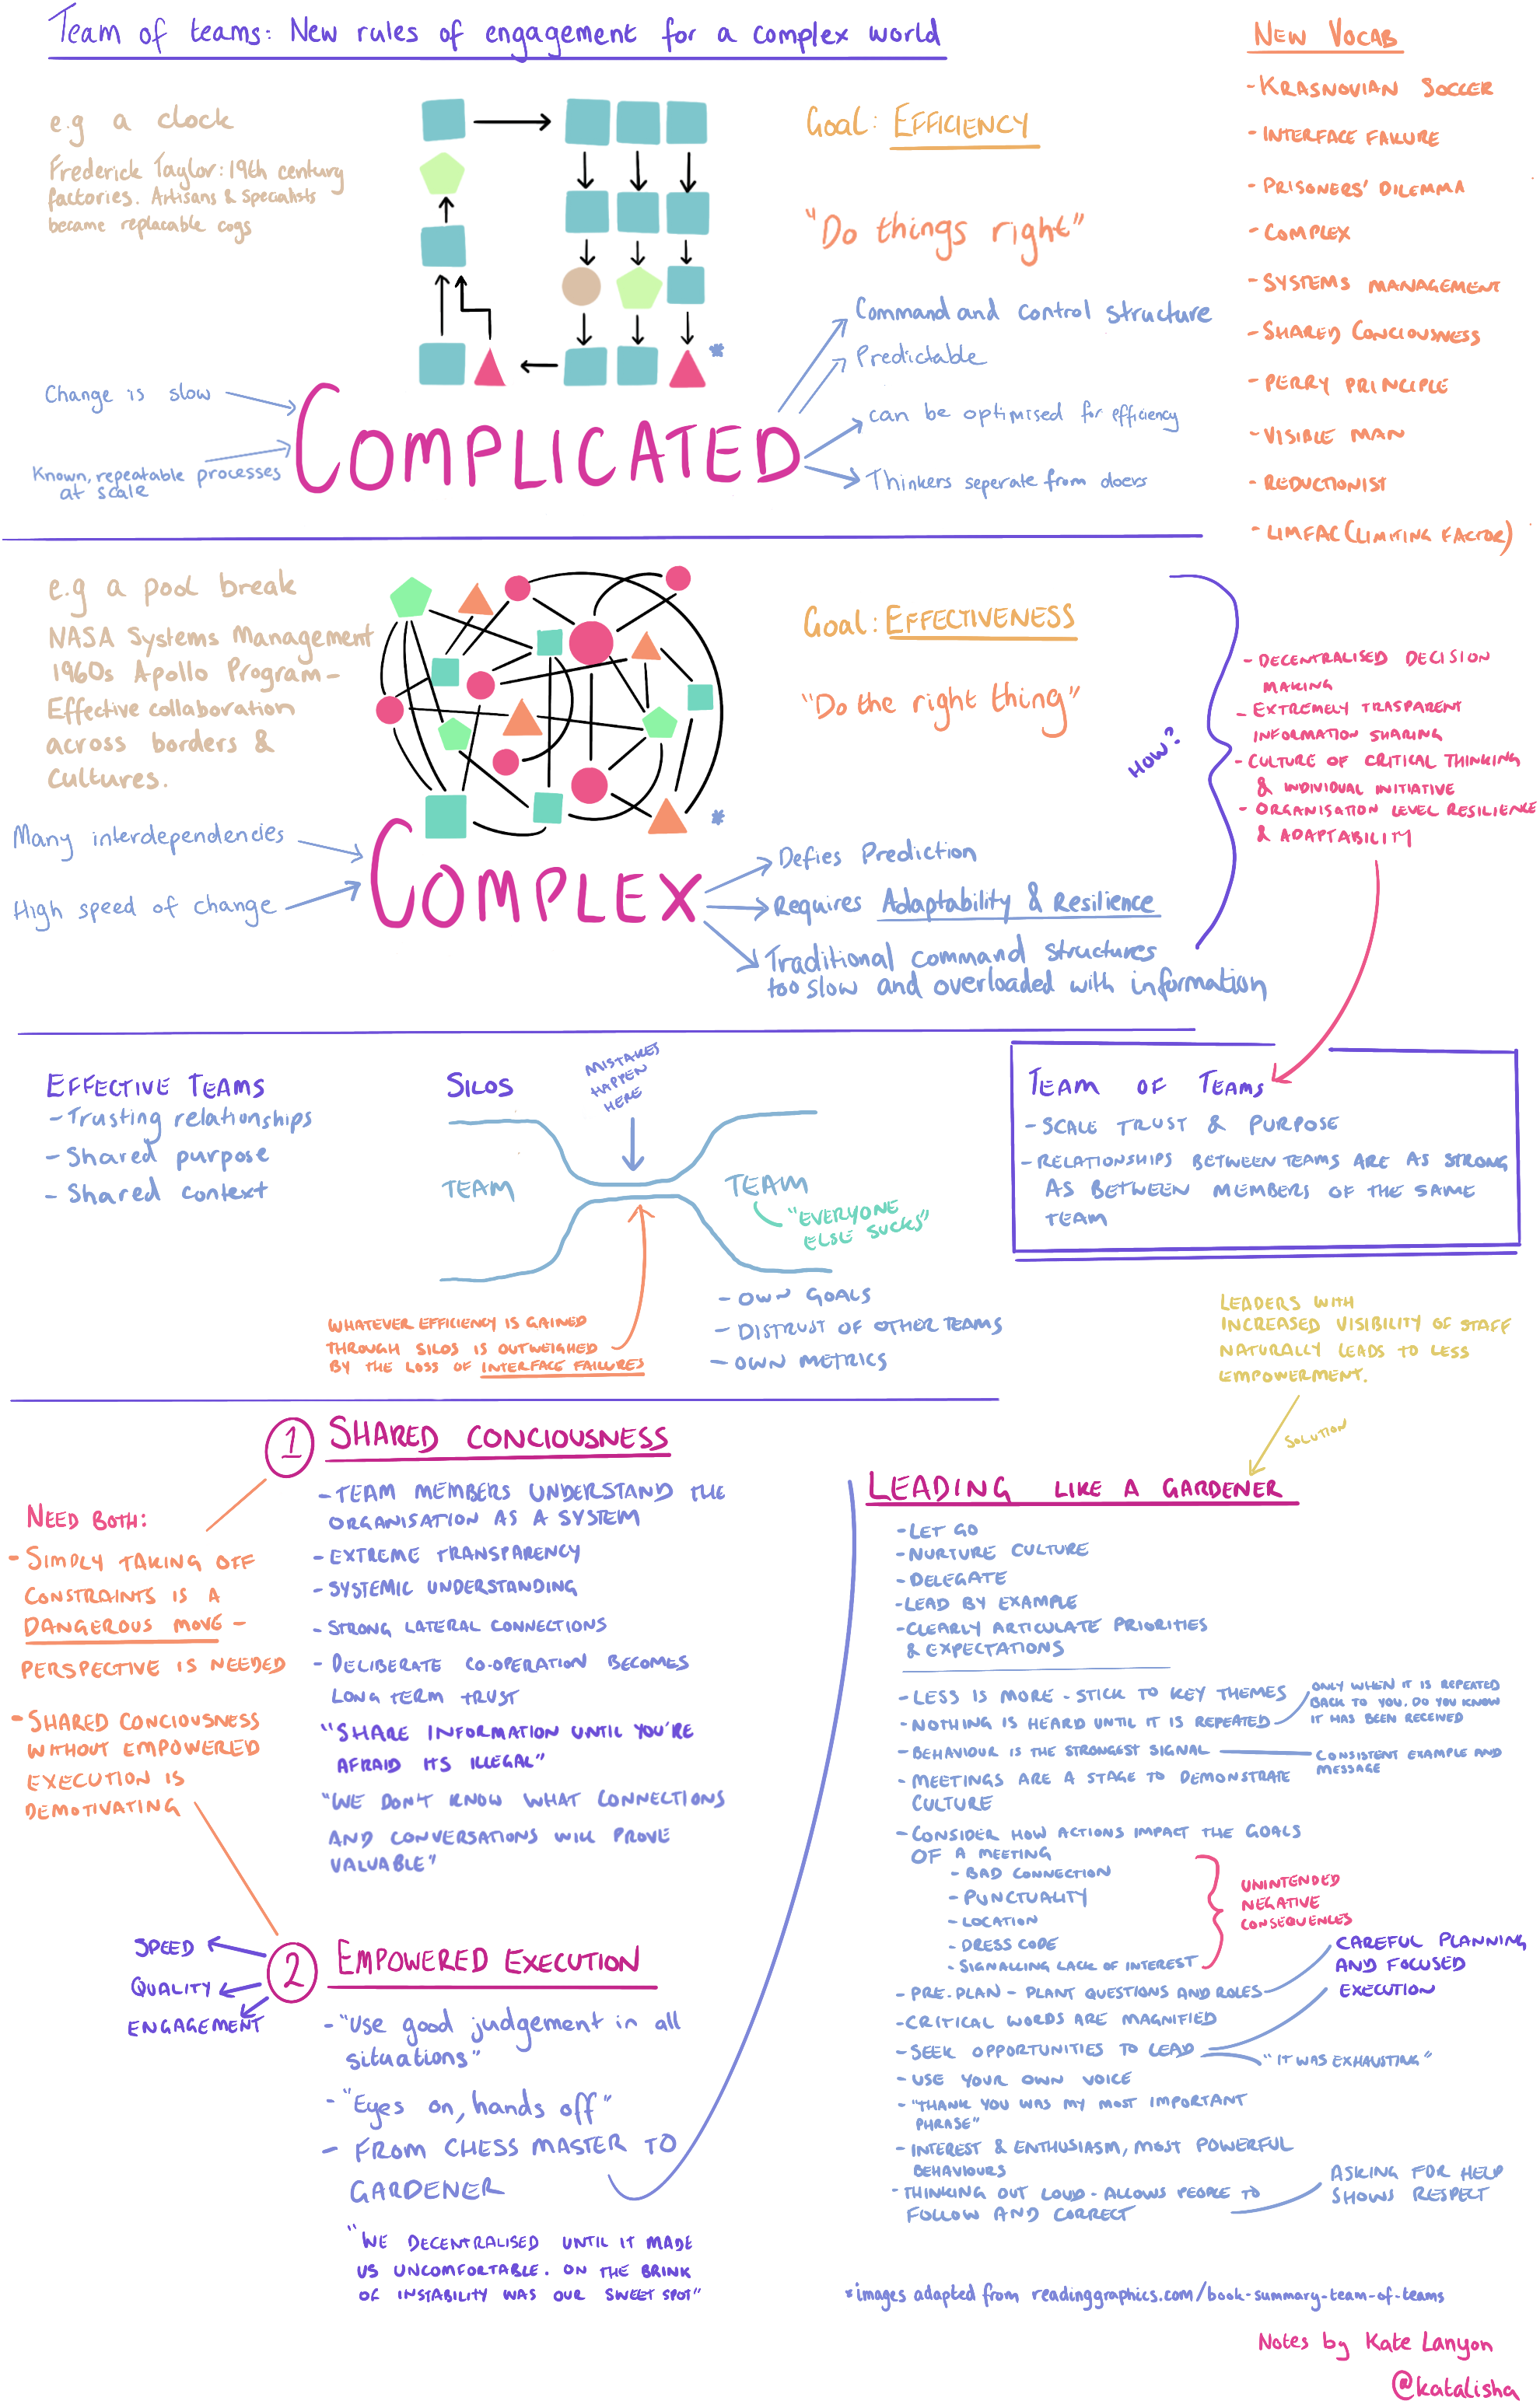 Team of teams: New rules of engagement for a complex world
e.g a clock
Frederick Taylor: 19th century
factories. Artisans & Specialists
became replacable cogs
Goal: EFFICIENCY
"Do things right"
Change is slow
Known, repeatable processes
at scale
*
COMPLICATED
Command and control structure
Predictable
can be optimised for efficiency
Thinkers seperate from doers
NEW VOCAB
- KRASNOVIAN SOCCER
- INTERFACE FAILURE
- PRISONERS' DILEMMA
- COMPLEX
- SYSTEMS MANAGEMENT
- SHARED CONCIOUSNESS
- PERRY PRINCIPLE
- VISIBLE MAN
- REDUCTIONIST
- LIMFAC (LIMITING FACTOR)
e.g a pool break
NASA Systems Management
1960s Apollo Program -
Effective collaboration
across borders &
Cultures.
Many interdependencies
High speed of change
*
COMPLEX
Goal: EFFECTIVENESS
"Do the right thing"
Defies Prediction
Requires Adaptability & Resilience
Traditional command structures
too slow and overloaded with information
HOW?
- DECENTRALISED DECISION
MAKING
- EXTREMELY TRASPARENT
INFORMATION SHARING
- CULTURE OF CRITICAL THINKING
& INDIVIDUAL INITIATIVE
- ORGANISATION LEVEL RESILIENCE
& ADAPTABILITY
EFFECTIVE TEAMS
- Trusting relationships
- Shared purpose
- Shared context
SILOS
MISTAKES
HAPPEN
HERE
TEAM
TEAM
"EVERYONE
ELSE SUCKS"
WHATEVER EFFICIENCY IS GAINED
THROUGH SILOS IS OUTWEIGHED
BY THE LOSS OF INTERFACE FAILURES
- OWN GOALS
- DISTRUST OF OTHER TEAMS
- OWN METRICS
TEAM OF TEAMS
- SCALE TRUST & PURPOSE
- RELATIONSHIPS BETWEEN TEAMS ARE AS STRONG
AS BETWEEN MEMBERS OF THE SAME
TEAM
LEADERS WITH
INCREASED VISIBILITY OF STAFF
NATURALLY LEADS TO LESS
EMPOWERMENT.
SOLUTION
1 SHARED CONCIOUSNESS
- TEAM MEMBERS UNDERSTAND THE
ORGANISATION AS A SYSTEM
- EXTREME TRANSPARENCY
- SYSTEMIC UNDERSTANDING
- STRONG LATERAL CONNECTIONS
- DELIBERATE CO-OPERATION BECOMES
LONG TERM TRUST
"SHARE INFORMATION UNTIL YOU'RE
AFRAID ITS ILLEGAL"
"WE DON'T KNOW WHAT CONNECTIONS
AND CONVERSATIONS WILL PROVE
VALUABLE"
NEED BOTH:
- SIMPLY TAKING OFF
CONSTRAINTS IS A
DANGEROUS MOVE -
PERSPECTIVE IS NEEDED
- SHARED CONCIOUSNESS
WITHOUT EMPOWERED
EXECUTION IS
DEMOTIVATING
SPEED
QUALITY
ENGAGEMENT
2 EMPOWERED EXECUTION
- "Use good judgement in all
situations"
- "Eyes on, hands off"
- FROM CHESS MASTER TO
GARDENER
"WE DECENTRALISED UNTIL IT MADE
US UNCOMFORTABLE. ON THE BRINK
OF INSTABILITY WAS OUR SWEET SPOT"
LEADING LIKE A GARDENER
- LET GO
- NURTURE CULTURE
- DELEGATE
- LEAD BY EXAMPLE
- CLEARLY ARTICULATE PRIORITIES
& EXPECTATIONS
- LESS IS MORE - STICK TO KEY THEMES
- NOTHING IS HEARD UNTIL IT IS REPEATED
ONLY WHEN IT IS REPEATED
BACK TO YOU. DO YOU KNOW
IT HAS BEEN RECEIVED
- BEHAVIOUR IS THE STRONGEST SIGNAL
CONSISTENT EXAMPLE AND
MESSAGE
- MEETINGS ARE A STAGE TO DEMONSTRATE
CULTURE
- CONSIDER HOW ACTIONS IMPACT THE GOALS
OF A MEETING
- BAD CONNECTION
- PUNCTUALITY
- LOCATION
- DRESS CODE
- SIGNALLING LACK OF INTEREST
UNINTENDED
NEGATIVE
CONSEQUENCES
- PRE-PLAN - PLANT QUESTIONS AND ROLES
CAREFUL PLANNING
AND FOCUSED
EXECUTION
- CRITICAL WORDS ARE MAGNIFIED
- SEEK OPPORTUNITIES TO LEAD
"IT WAS EXHAUSTING"
- USE YOUR OWN VOICE
- "THANK YOU WAS MY MOST IMPORTANT
PHRASE"
- INTEREST & ENTHUSIASM, MOST POWERFUL
BEHAVIOURS
- THINKING OUT LOUD - ALLOWS PEOPLE TO
FOLLOW AND CORRECT
ASKING FOR HELP
SHOWS RESPECT
*images adapted from readinggraphics.com/book-summary-team-of-teams
Notes by Kate Lanyon
@katalisha